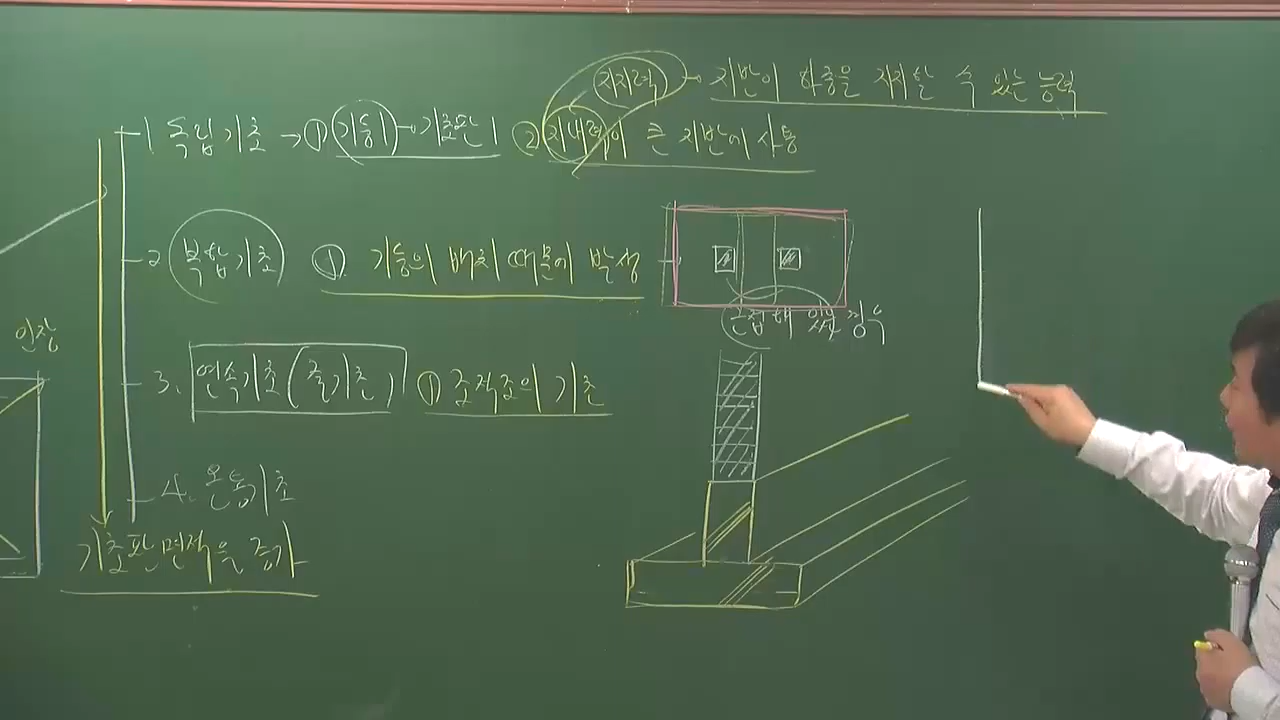 지지력 → 지반이 하중을 지지할 수 있는 능력
1 독립기초 → ① 기둥1 → 기초판1 ② 지내력이 큰 지반에 사용
2 복합기초 ① 기둥의 배치 때문에 발생
근접해 있는 경우
인장
3. 연속기초(줄기초) ① 조적조의 기초
4. 온통기초
기초판 면적을 증가